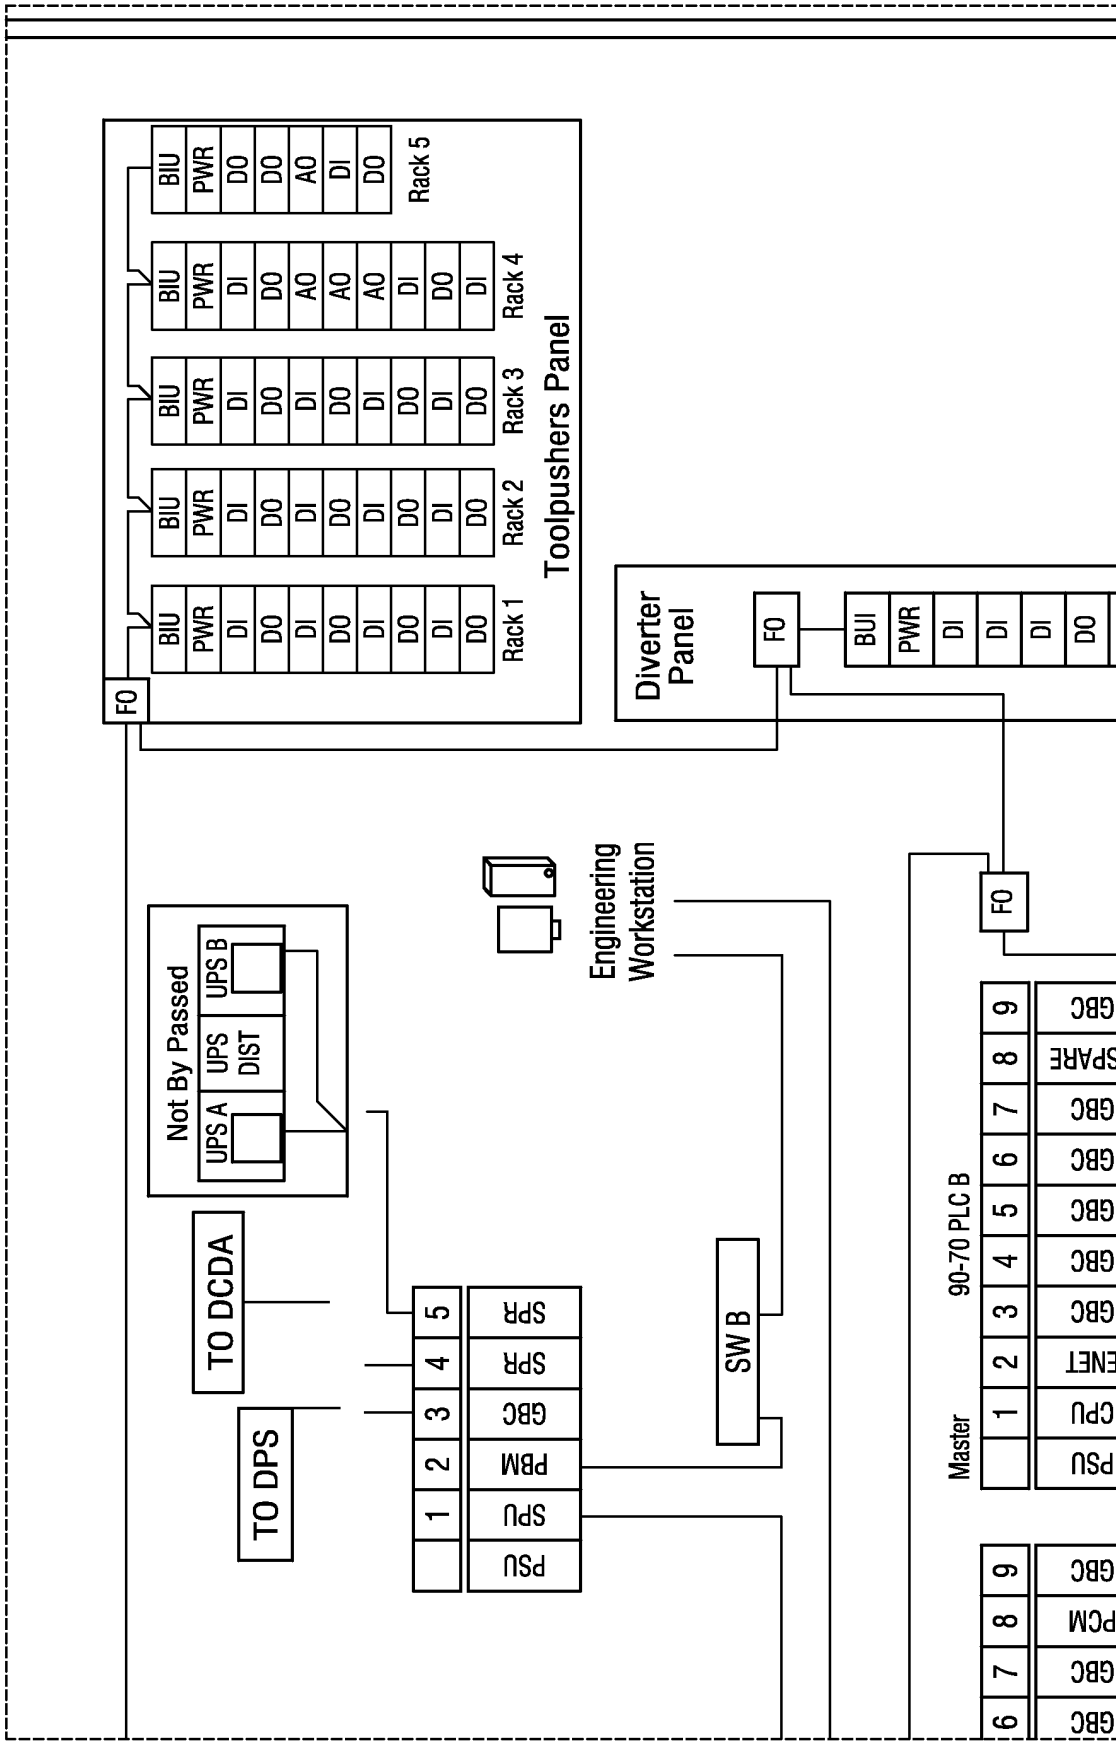 BIU
PWR
DI
DO
DI
DO
DI
DO
DI
DO
Rack 1
BIU
PWR
DI
DO
DI
DO
DI
DO
DI
DO
Rack 2
BIU
PWR
DI
DO
DI
DO
DI
DO
DI
DO
Rack 3
BIU
PWR
DI
DO
AO
AO
AO
DI
DO
DI
Rack 4
BIU
PWR
DO
DO
AO
DI
DO
Rack 5
Toolpushers Panel
FO
Diverter
Panel
FO
BUI
PWR
DI
DI
DI
DO
Not By Passed
UPS A
UPS
DIST
UPS B
TO DCDA
TO DPS
1 2 3 4 5
PSU SPU PBM GBC SPR SPR
Engineering
Workstation
SW B
FO
90-70 PLC B
Master
1 2 3 4 5 6 7 8 9
PSU CPU ENET GBC GBC GBC GBC GBC SPARE GBC
6 7 8 9
GBC GBC PCM GBC